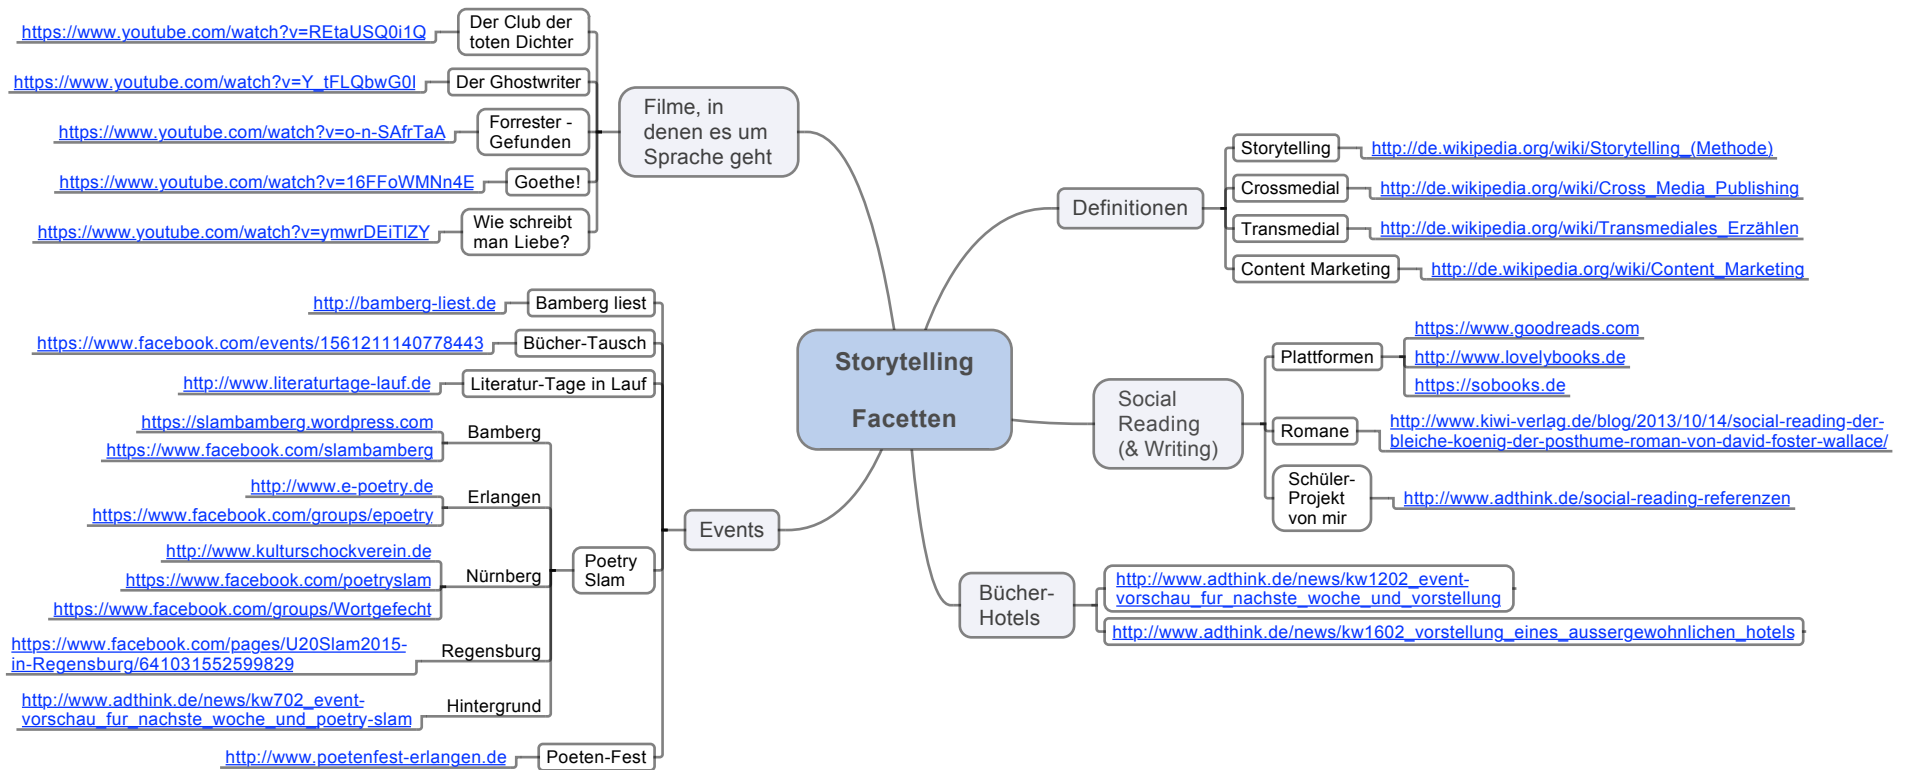 Storytelling
Facetten
Filme, in
denen es um
Sprache geht
Der Club der
toten Dichter
https://www.youtube.com/watch?v=REtaUSQ0i1Q
Der Ghostwriter
https://www.youtube.com/watch?v=Y_tFLQbwG0I
Forrester -
Gefunden
https://www.youtube.com/watch?v=o-n-SAfrTaA
Goethe!
https://www.youtube.com/watch?v=16FFoWMNn4E
Wie schreibt
man Liebe?
https://www.youtube.com/watch?v=ymwrDEiTlZY
Events
Bamberg liest
http://bamberg-liest.de
Bücher-Tausch
https://www.facebook.com/events/1561211140778443
Literatur-Tage in Lauf
http://www.literaturtage-lauf.de
Poetry
Slam
Bamberg
https://slambamberg.wordpress.com
https://www.facebook.com/slambamberg
Erlangen
http://www.e-poetry.de
https://www.facebook.com/groups/epoetry
Nürnberg
http://www.kulturschockverein.de
https://www.facebook.com/poetryslam
https://www.facebook.com/groups/Wortgefecht
Regensburg
https://www.facebook.com/pages/U20Slam2015-
in-Regensburg/641031552599829
Hintergrund
http://www.adthink.de/news/kw702_event-
vorschau_fur_nachste_woche_und_poetry-slam
Poeten-Fest
http://www.poetenfest-erlangen.de
Definitionen
Storytelling
http://de.wikipedia.org/wiki/Storytelling_(Methode)
Crossmedial
http://de.wikipedia.org/wiki/Cross_Media_Publishing
Transmedial
http://de.wikipedia.org/wiki/Transmediales_Erzählen
Content Marketing
http://de.wikipedia.org/wiki/Content_Marketing
Social
Reading
(& Writing)
Plattformen
https://www.goodreads.com
http://www.lovelybooks.de
https://sobooks.de
Romane
http://www.kiwi-verlag.de/blog/2013/10/14/social-reading-der-
bleiche-koenig-der-posthume-roman-von-david-foster-wallace/
Schüler-
Projekt
von mir
http://www.adthink.de/social-reading-referenzen
Bücher-
Hotels
http://www.adthink.de/news/kw1202_event-
vorschau_fur_nachste_woche_und_vorstellung
http://www.adthink.de/news/kw1602_vorstellung_eines_aussergewohnlichen_hotels